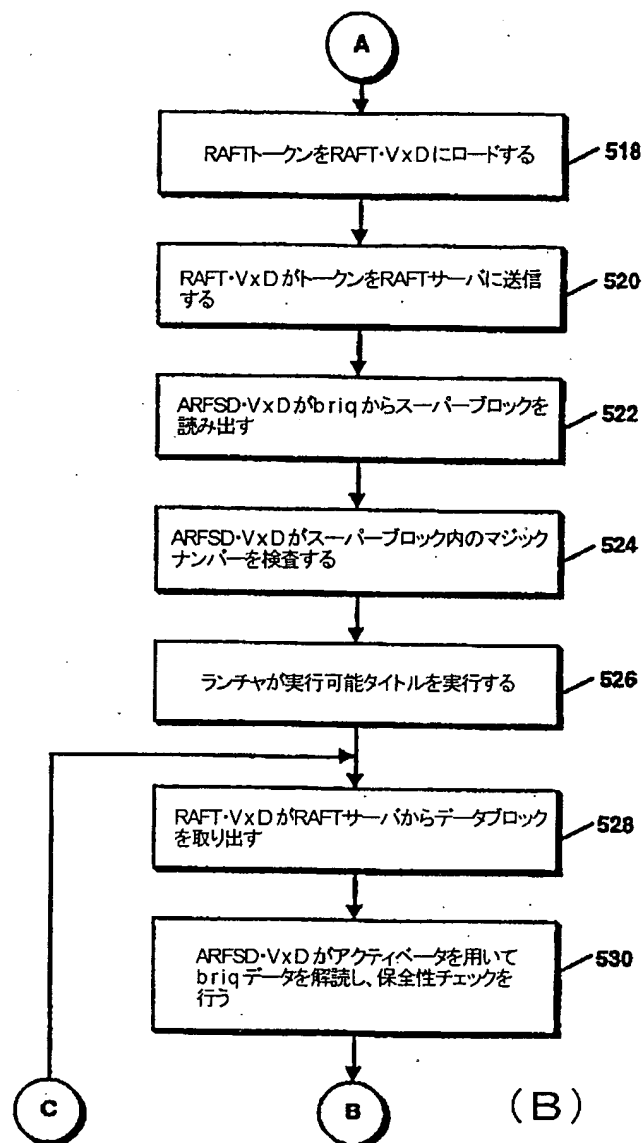 A
RAFTトークンをRAFT・VxDにロードする
518
RAFT・VxDがトークンをRAFTサーバに送信
する
520
ARFSD・VxDがbriqからスーパーブロックを
読み出す
522
ARFSD・VxDがスーパーブロック内のマジック
ナンバーを検査する
524
ランチャが実行可能タイトルを実行する
526
RAFT・VxDがRAFTサーバからデータブロック
を取り出す
528
ARFSD・VxDがアクティベータを用いて
briqデータを解読し、保全性チェックを
行う
530
C
B
(B)